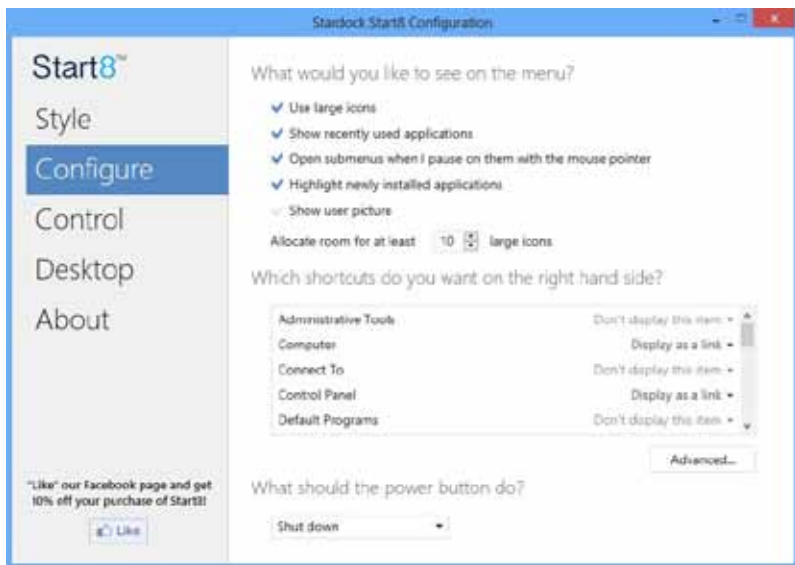 Stardock Start8 Configuration
Start8™
Style
Configure
Control
Desktop
About
"Like" our Facebook page and get
10% off your purchase of Start8!
Like
What would you like to see on the menu?
Use large icons
Show recently used applications
Open submenus when I pause on them with the mouse pointer
Highlight newly installed applications
Show user picture
Allocate room for at least 10 large icons
Which shortcuts do you want on the right hand side?
Administrative Tools Don't display this item
Computer Display as a link
Connect To Don't display this item
Control Panel Display as a link
Default Programs Don't display this item
Advanced...
What should the power button do?
Shut down